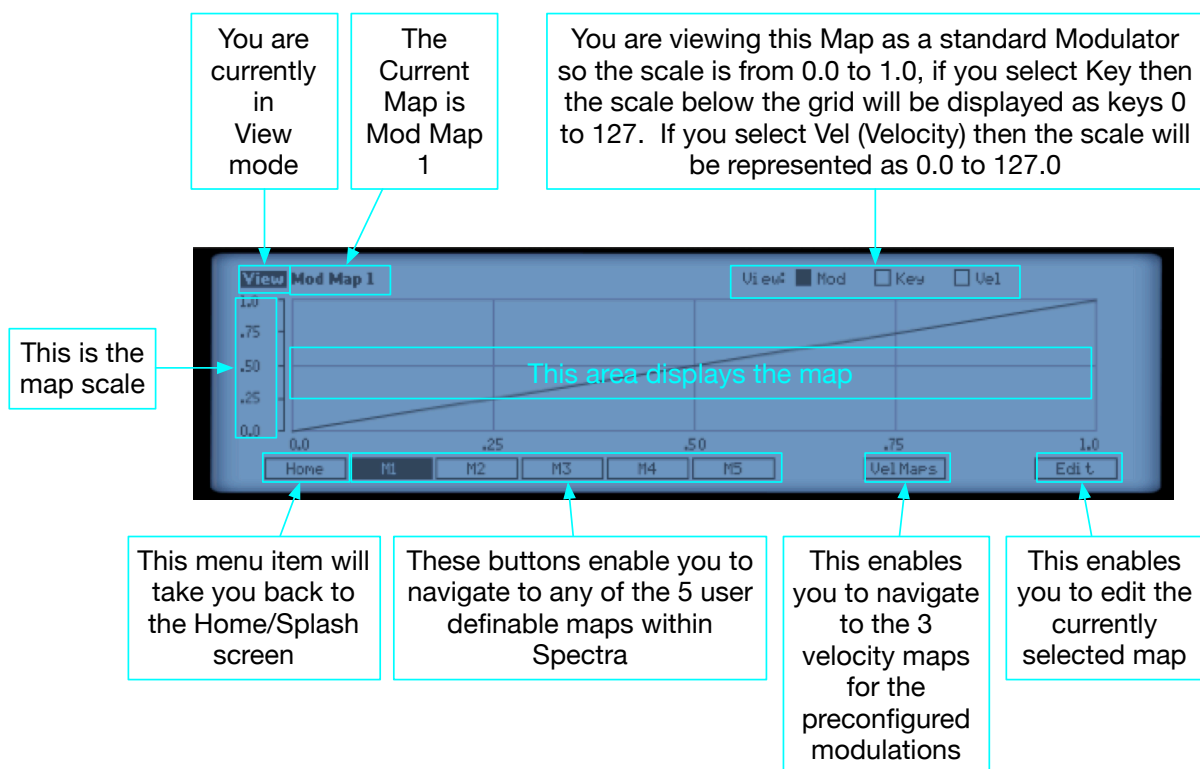 You are
currently
in
View
mode
The
Current
Map is
Mod Map
1
You are viewing this Map as a standard Modulator
so the scale is from 0.0 to 1.0, if you select Key then
the scale below the grid will be displayed as keys 0
to 127.  If you select Vel (Velocity) then the scale will
be represented as 0.0 to 127.0
View Mod Map 1
View: Mod Key Vel
1.0
.75
.50
.25
0.0
This is the
map scale
This area displays the map
0.0 .25 .50 .75 1.0
Home M1 M2 M3 M4 M5 VelMaps Edit
This menu item will
take you back to
the Home/Splash
screen
These buttons enable you to
navigate to any of the 5 user
definable maps within
Spectra
This enables
you to navigate
to the 3
velocity maps
for the
preconfigured
modulations
This enables
you to edit the
currently
selected map